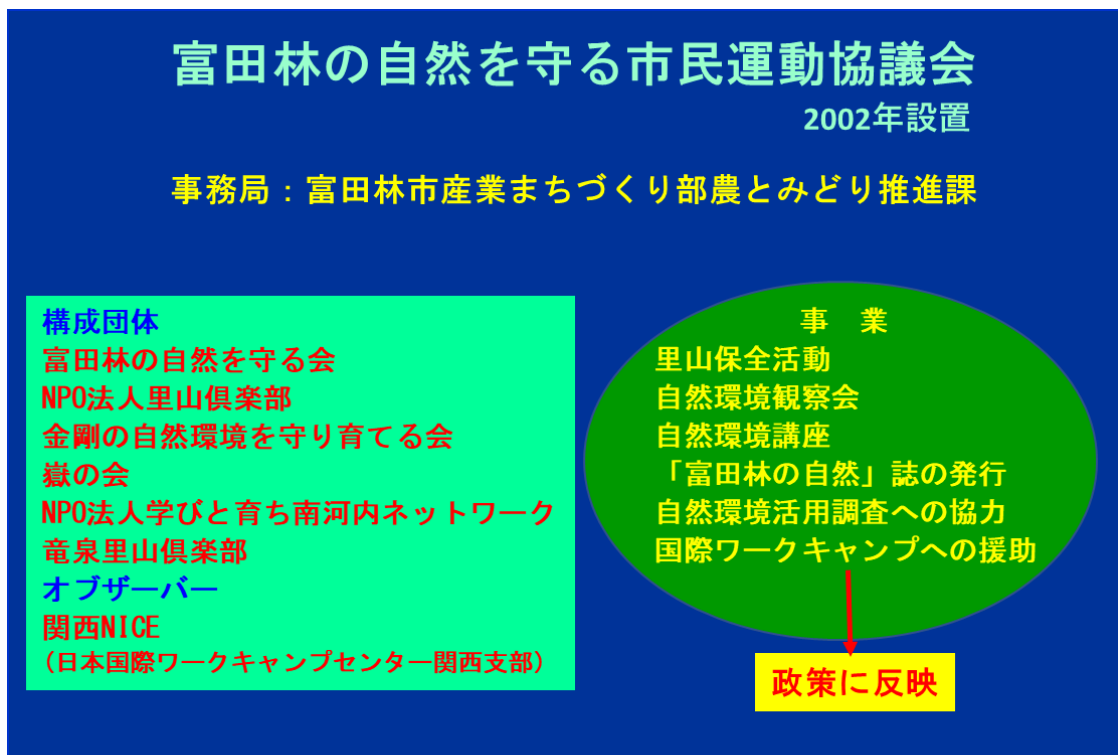 富田林の自然を守る市民運動協議会
2002年設置
事務局：富田林市産業まちづくり部農とみどり推進課
構成団体
富田林の自然を守る会
NPO法人里山倶楽部
金剛の自然環境を守り育てる会
嶽の会
NPO法人学びと育ち南河内ネットワーク
竜泉里山倶楽部
オブザーバー
関西NICE
（日本国際ワークキャンプセンター関西支部）
事　業
里山保全活動
自然環境観察会
自然環境講座
「富田林の自然」誌の発行
自然環境活用調査への協力
国際ワークキャンプへの援助
政策に反映